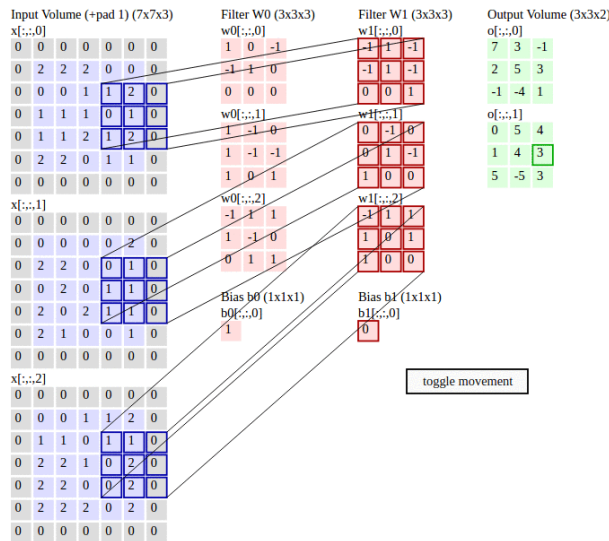 Input Volume (+pad 1) (7x7x3)
x[:,:,0]
0 0 0 0 0 0 0
0 2 2 2 0 0 0
0 0 0 1 1 2 0
0 1 1 1 0 1 0
0 1 1 2 1 2 0
0 2 2 0 1 1 0
0 0 0 0 0 0 0
x[:,:,1]
0 0 0 0 0 0 0
0 0 0 0 0 2 0
0 2 2 0 0 1 0
0 0 2 0 1 1 0
0 2 0 2 1 1 0
0 2 1 0 0 1 0
0 0 0 0 0 0 0
x[:,:,2]
0 0 0 0 0 0 0
0 0 0 1 1 2 0
0 1 1 0 1 1 0
0 2 2 1 0 2 0
0 2 2 0 0 2 0
0 2 2 2 0 2 0
0 0 0 0 0 0 0
Filter W0 (3x3x3)
w0[:,:,0]
1 0 -1
-1 1 0
0 0 0
w0[:,:,1]
1 -1 0
1 -1 -1
1 0 1
w0[:,:,2]
-1 1 1
1 -1 0
0 1 1
Bias b0 (1x1x1)
b0[:,:,0]
1
Filter W1 (3x3x3)
w1[:,:,0]
-1 1 -1
-1 1 -1
0 0 1
w1[:,:,1]
0 -1 0
0 1 -1
1 0 0
w1[:,:,2]
-1 1 1
1 0 1
1 0 0
Bias b1 (1x1x1)
b1[:,:,0]
0
Output Volume (3x3x2)
o[:,:,0]
7 3 -1
2 5 3
-1 -4 1
o[:,:,1]
0 5 4
1 4 3
5 -5 3
toggle movement